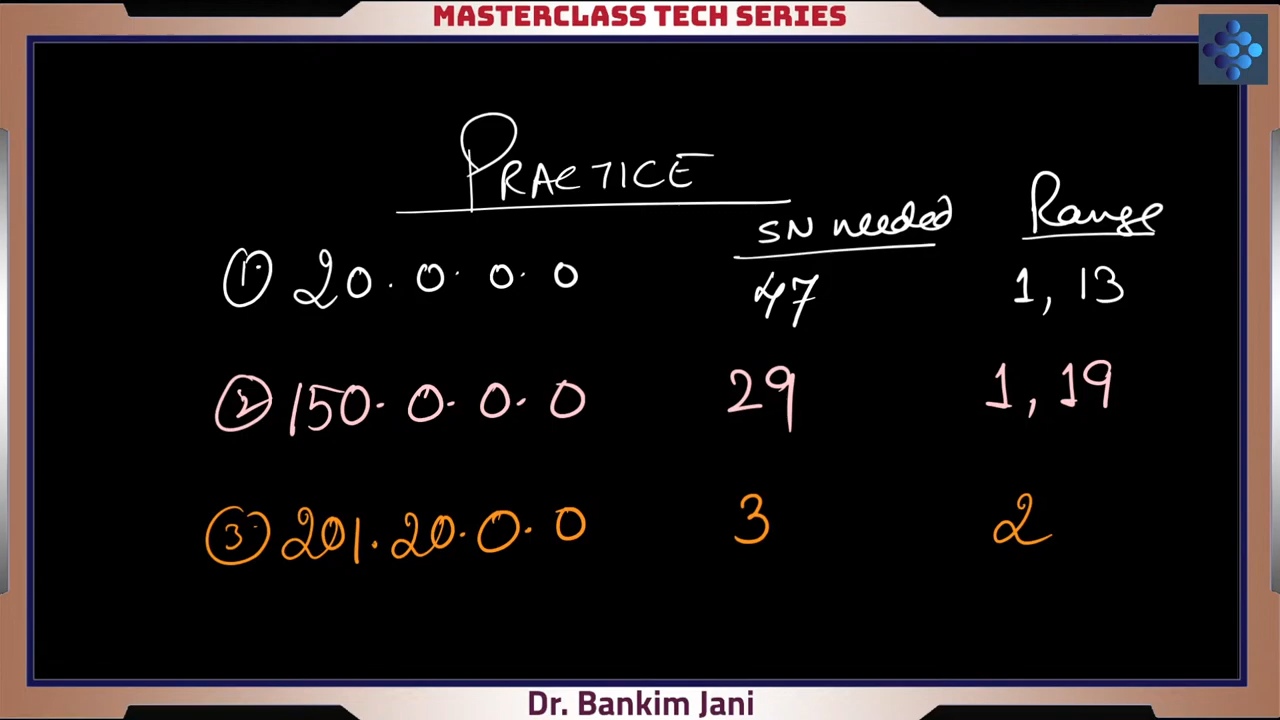 MASTERCLASS TECH SERIES
PRACTICE
SN needed Range
1. 20.0.0.0 47 1, 13
2 150.0.0.0 29 1, 19
3. 201.20.0.0 3 2
Dr. Bankim Jani